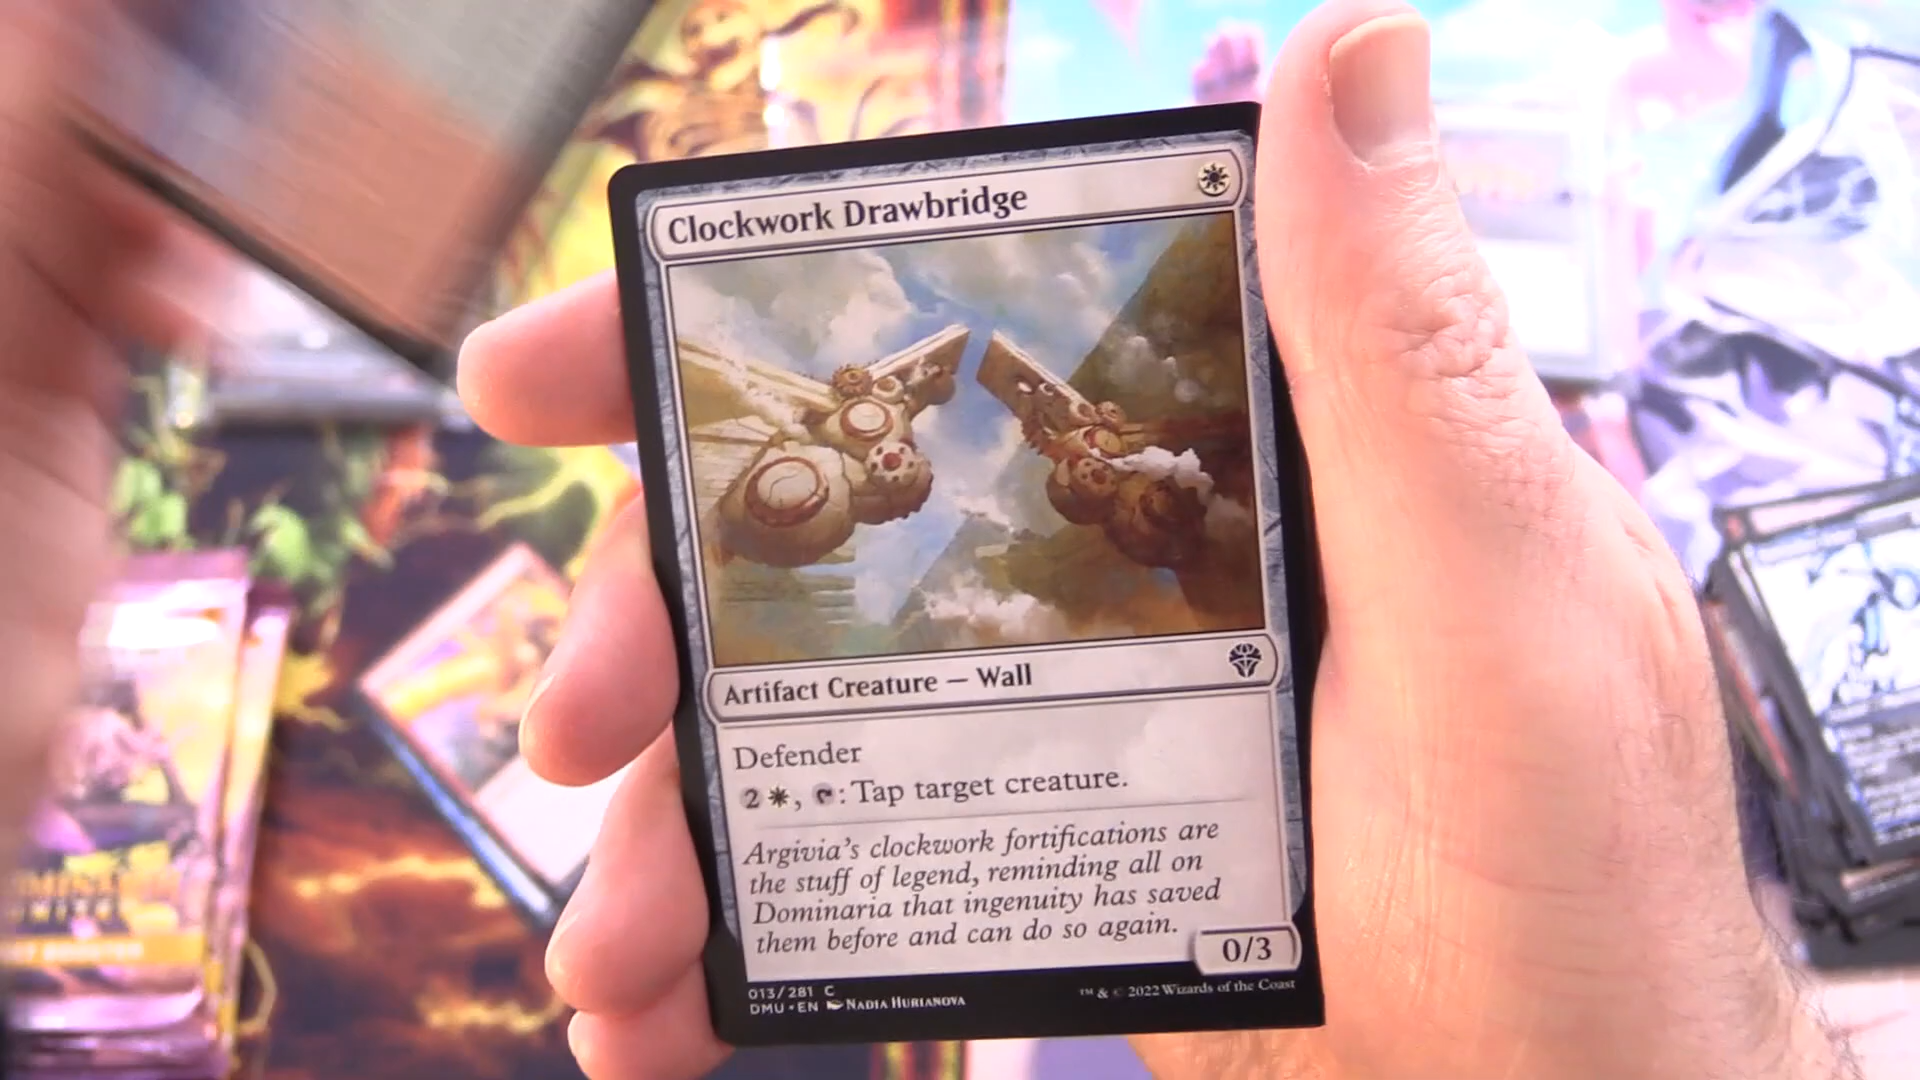 Clockwork Drawbridge
Artifact Creature — Wall
Defender
2, : Tap target creature.
Argivia's clockwork fortifications are
the stuff of legend, reminding all on
Dominaria that ingenuity has saved
them before and can do so again.
0/3
013/281 C
DMU • EN NADIA HURIANOVA
™ & © 2022 Wizards of the Coast